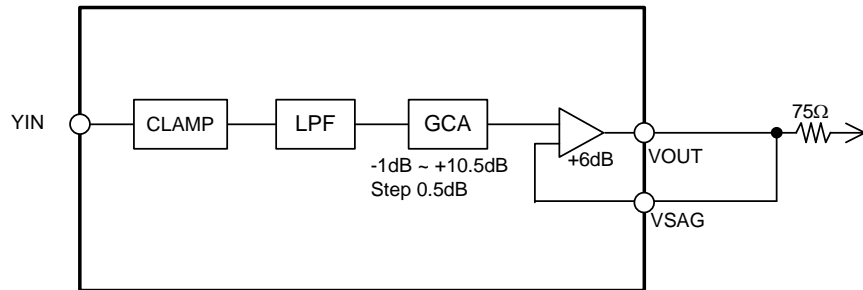 YIN
CLAMP
LPF
GCA
-1dB ~ +10.5dB
Step 0.5dB
+6dB
VOUT
VSAG
75Ω